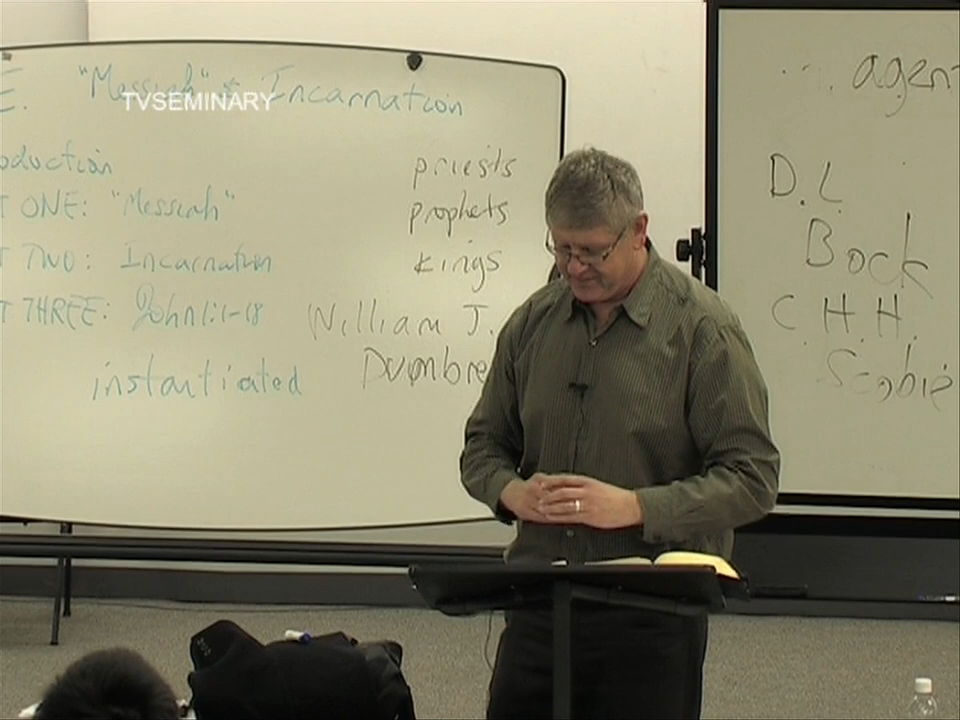 E. "Messiah" & Incarnation
TVSEMINARY
oduction
T ONE: "Messiah"
T TWO: Incarnation
T THREE: John 1:1-18
instantiated
priests
prophets
kings
William J.
Dumbre
agen
D. L.
Bock
C. H. H.
Scobie